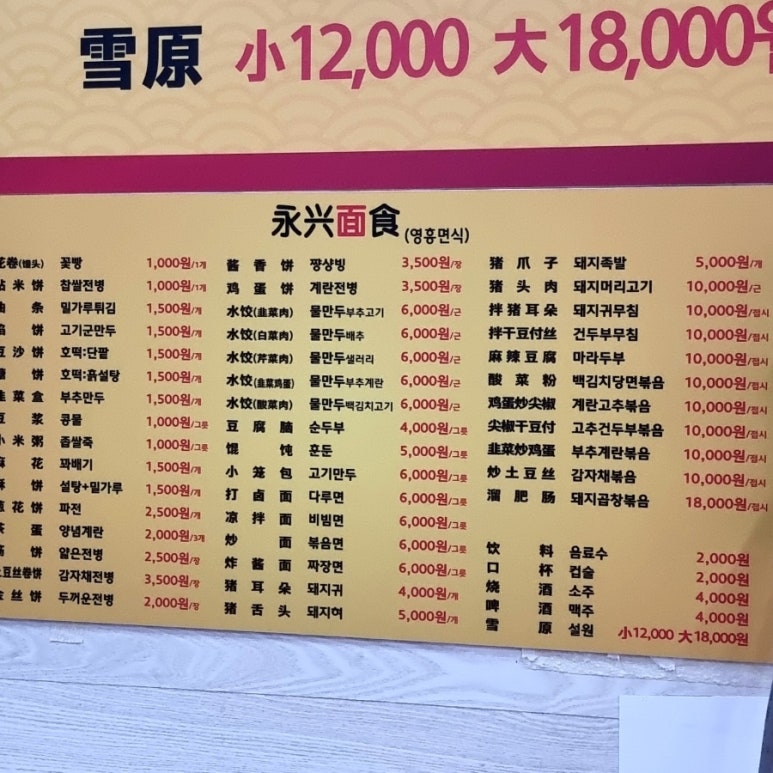 雪原 小12,000 大18,000원
永兴面食(영흥면식)
卷(馒头) 꽃빵 1,000원/1개
米饼 찹쌀전병 1,000원/1개
条 밀가루튀김 1,500원/개
饼 고기군만두 1,500원/개
沙饼 호떡:단팥 1,500원/개
饼 호떡:흙설탕 1,500원/개
菜盒 부추만두 1,500원/개
浆 콩물 1,000원/그릇
小米粥 좁쌀죽 1,000원/그릇
花 꽈배기 1,500원/개
饼 설탕+밀가루 1,500원/개
花饼 파전 2,500원/개
蛋 양념계란 2,000원/3개
饼 얇은전병 2,500원/장
豆丝卷饼 감자채전병 3,500원/장
丝饼 두꺼운전병 2,000원/장
酱香饼 짱샹빙 3,500원/장
鸡蛋饼 계란전병 3,500원/장
水饺(韭菜肉) 물만두부추고기 6,000원/근
水饺(白菜肉) 물만두배추 6,000원/근
水饺(芹菜肉) 물만두샐러리 6,000원/근
水饺(韭菜鸡蛋) 물만두부추계란 6,000원/근
水饺(酸菜肉) 물만두백김치고기 6,000원/근
豆腐脑 순두부 4,000원/그릇
馄饨 훈둔 5,000원/그릇
小笼包 고기만두 6,000원/그릇
打卤面 다루면 6,000원/그릇
凉拌面 비빔면 6,000원/그릇
炒面 볶음면 6,000원/그릇
炸酱面 짜장면 6,000원/그릇
猪耳朵 돼지귀 4,000원/개
猪舌头 돼지혀 5,000원/개
猪爪子 돼지족발 5,000원/개
猪头肉 돼지머리고기 10,000원/근
拌猪耳朵 돼지귀무침 10,000원/접시
拌干豆付丝 건두부무침 10,000원/접시
麻辣豆腐 마라두부 10,000원/접시
酸菜粉 백김치당면볶음 10,000원/접시
鸡蛋炒尖椒 계란고추볶음 10,000원/접시
尖椒干豆付 고추건두부볶음 10,000원/접시
韭菜炒鸡蛋 부추계란볶음 10,000원/접시
炒土豆丝 감자채볶음 10,000원/접시
溜肥肠 돼지곱창볶음 18,000원/접시
饮料 음료수 2,000원
口杯 컵술 2,000원
烧酒 소주 4,000원
啤酒 맥주 4,000원
雪原 설원 小12,000 大18,000원